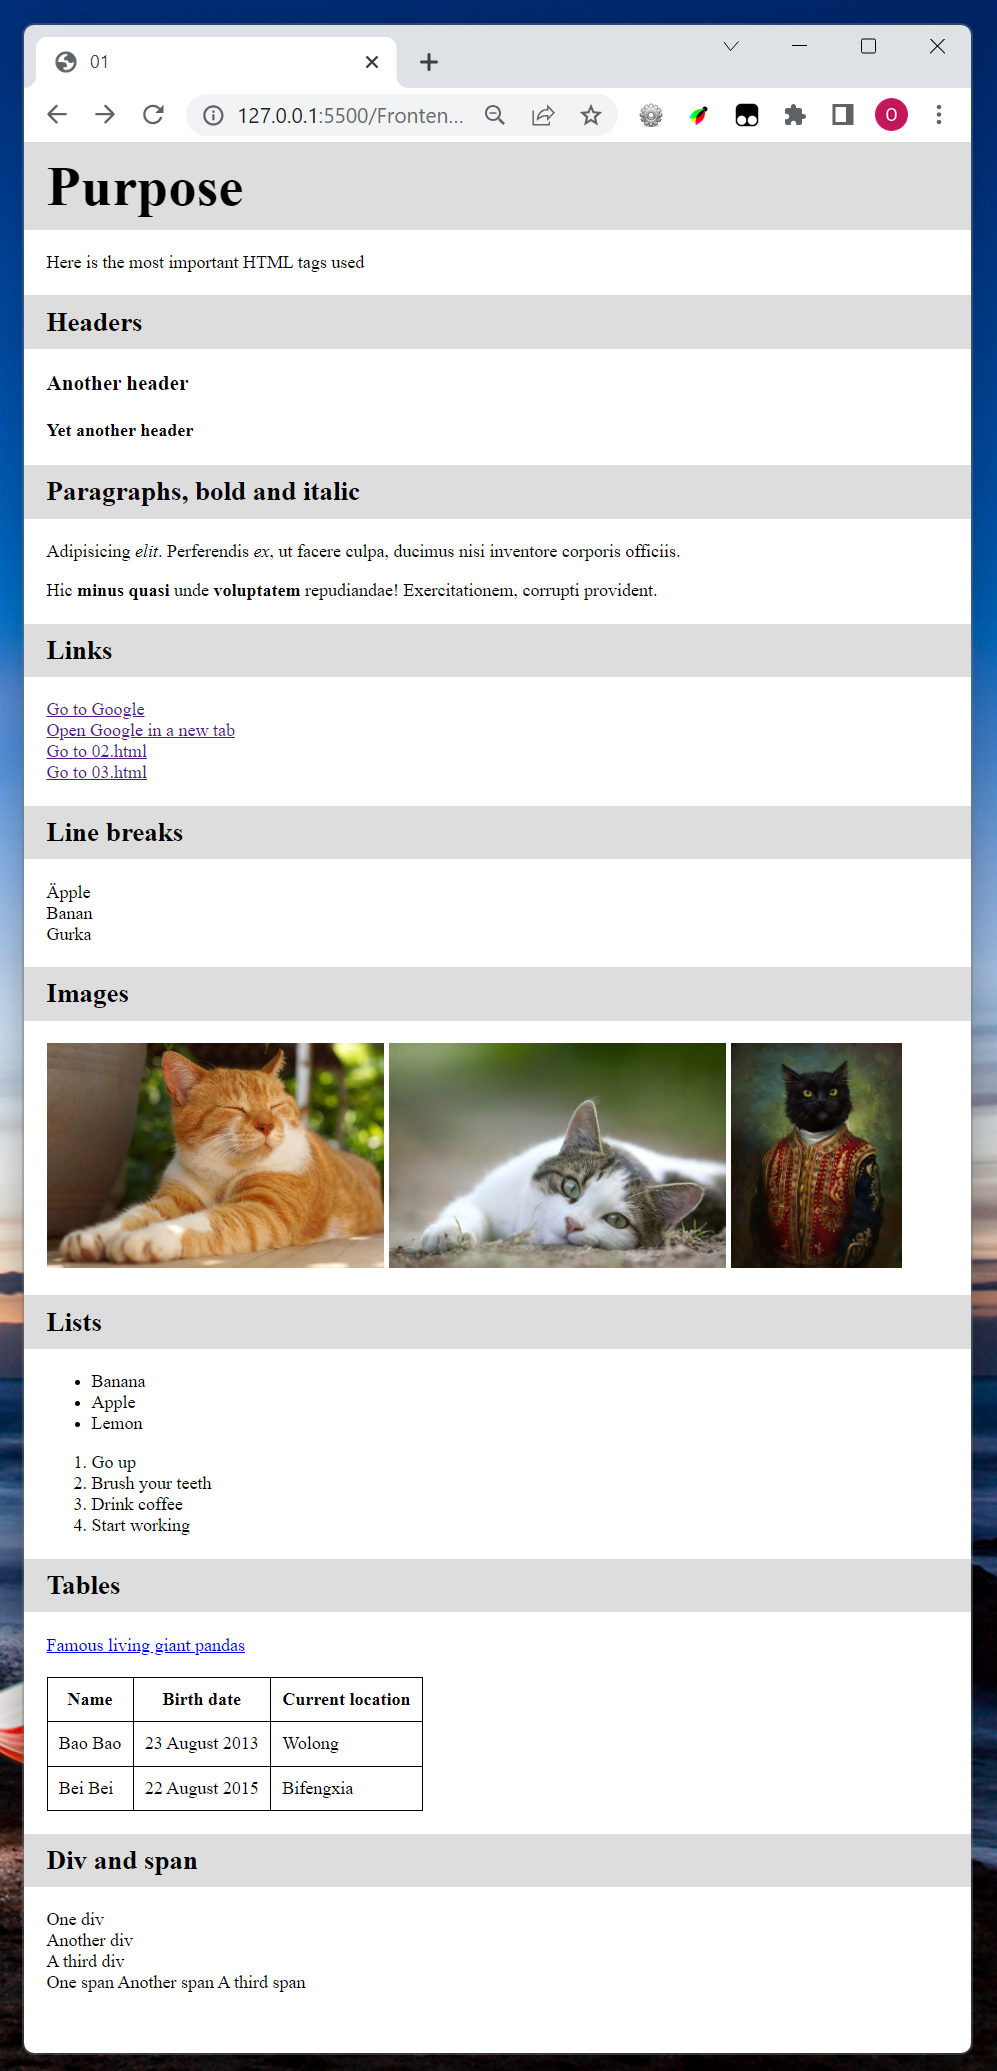 01
127.0.0.1:5500/Fronten...
O
Purpose
Here is the most important HTML tags used
Headers
Another header
Yet another header
Paragraphs, bold and italic
Adipisicing elit. Perferendis ex, ut facere culpa, ducimus nisi inventore corporis officiis.
Hic minus quasi unde voluptatem repudiandae! Exercitationem, corrupti provident.
Links
Go to Google
Open Google in a new tab
Go to 02.html
Go to 03.html
Line breaks
Äpple
Banan
Gurka
Images
Lists
• Banana
• Apple
• Lemon
1. Go up
2. Brush your teeth
3. Drink coffee
4. Start working
Tables
Famous living giant pandas
Name Birth date Current location
Bao Bao 23 August 2013 Wolong
Bei Bei 22 August 2015 Bifengxia
Div and span
One div
Another div
A third div
One span Another span A third span